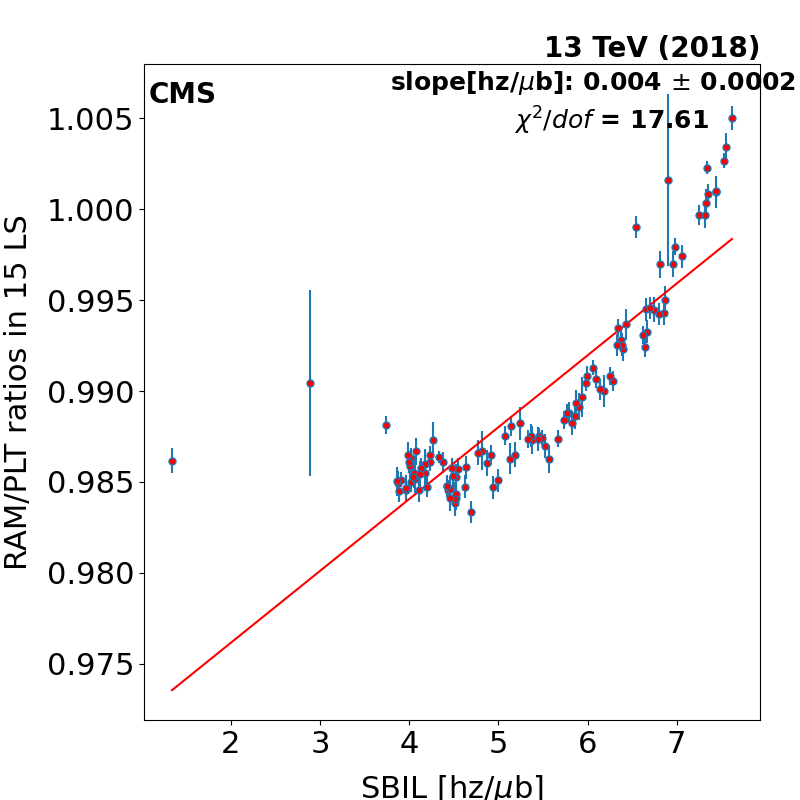 13 TeV (2018)
CMS
slope[hz/μb]: 0.004 ± 0.0002
χ²/dof = 17.61
RAM/PLT ratios in 15 LS
1.005
1.000
0.995
0.990
0.985
0.980
0.975
2 3 4 5 6 7
SBIL [hz/μb]